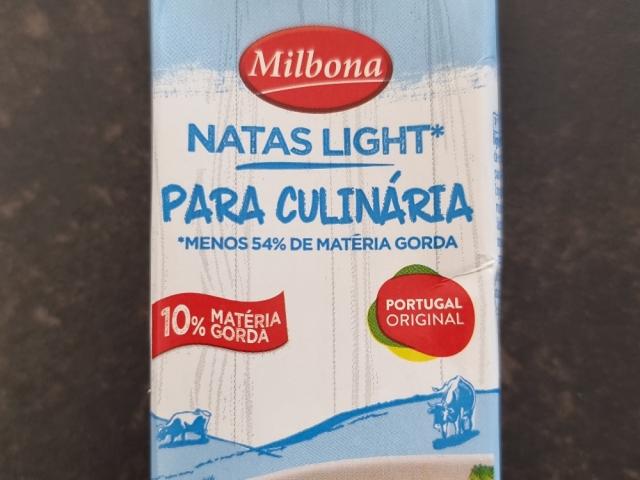 Milbona
NATAS LIGHT*
PARA CULINÁRIA
*MENOS 54% DE MATÉRIA GORDA
10% MATÉRIA
GORDA
PORTUGAL
ORIGINAL